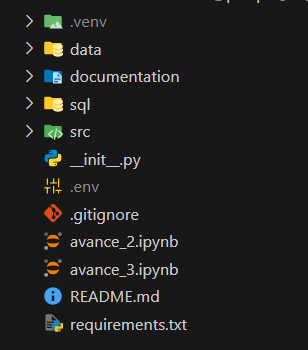 .venv
data
documentation
sql
src
__init__.py
.env
.gitignore
avance_2.ipynb
avance_3.ipynb
README.md
requirements.txt